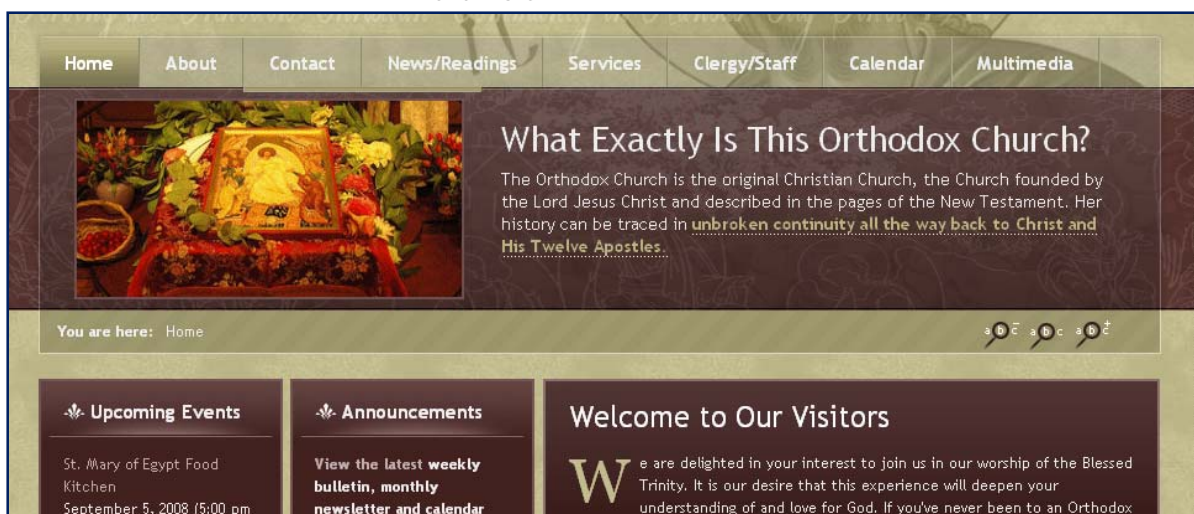 Home About Contact News/Readings Services Clergy/Staff Calendar Multimedia
What Exactly Is This Orthodox Church?
The Orthodox Church is the original Christian Church, the Church founded by
the Lord Jesus Christ and described in the pages of the New Testament. Her
history can be traced in unbroken continuity all the way back to Christ and
His Twelve Apostles.
You are here: Home
abc- abc abc+
Upcoming Events
St. Mary of Egypt Food
Kitchen
September 5, 2008 (5:00 pm
Announcements
View the latest weekly
bulletin, monthly
newsletter and calendar
Welcome to Our Visitors
We are delighted in your interest to join us in our worship of the Blessed
Trinity. It is our desire that this experience will deepen your
understanding of and love for God. If you've never been to an Orthodox